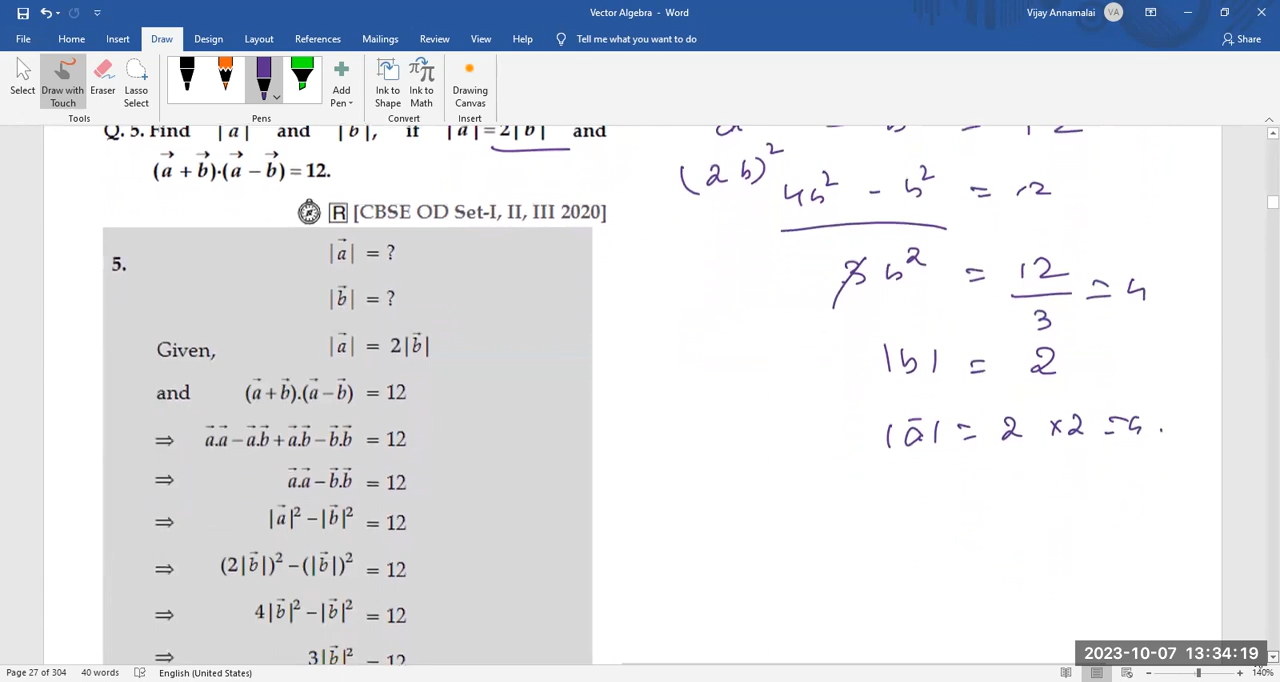 Vector Algebra - Word
Vijay Annamalai VA
File Home Insert Draw Design Layout References Mailings Review View Help Tell me what you want to do Share
Select Draw with Touch Eraser Lasso Select Add Pen Ink to Shape Ink to Math Drawing Canvas
Tools Pens Convert Insert
Q. 5. Find |a| and |b|, if |a| = 2|b| and
(a⃗ + b⃗)·(a⃗ − b⃗) = 12.
R [CBSE OD Set-I, II, III 2020]
5. |a⃗| = ?
|b⃗| = ?
Given, |a⃗| = 2|b⃗|
and (a⃗ + b⃗).(a⃗ − b⃗) = 12
⇒ a⃗.a⃗ − a⃗.b⃗ + a⃗.b⃗ − b⃗.b⃗ = 12
⇒ a⃗.a⃗ − b⃗.b⃗ = 12
⇒ |a⃗|² − |b⃗|² = 12
⇒ (2|b⃗|)² − (|b⃗|)² = 12
⇒ 4|b⃗|² − |b⃗|² = 12
⇒ 3|b⃗|² = 12
= 12
(2b)²
4b² − b² = 12
3b² = 12/3 = 4
|b| = 2
|a̅| = 2 × 2 = 4.
2023-10-07 13:34:19
Page 27 of 304 40 words English (United States) 140%